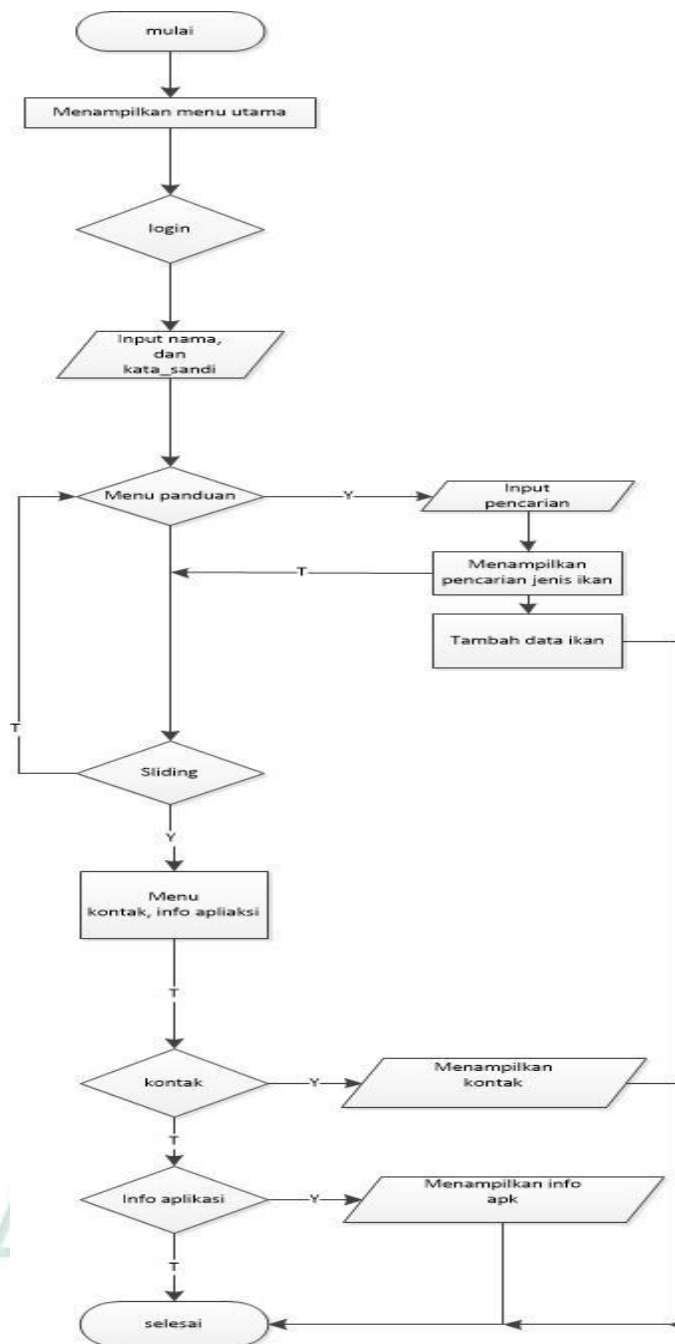 mulai
Menampilkan menu utama
login
Input nama,
dan
kata_sandi
Menu panduan
Y
Input
pencarian
Menampilkan
pencarian jenis ikan
T
Tambah data ikan
T
Sliding
Y
Menu
kontak, info apliaksi
T
kontak
Y
Menampilkan
kontak
T
Info aplikasi
Y
Menampilkan info
apk
T
selesai